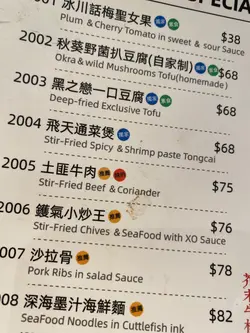 SPECIA
2001 冰川話梅聖女果 $38
Plum & Cherry Tomato in sweet & sour Sauce
2002 秋葵野菌扒豆腐(自家制) $68
Okra & wild Mushrooms Tofu(homemade)
2003 黑之戀一口豆腐 $68
Deep-fried Exclusive Tofu
2004 飛天通菜煲 $68
Stir-Fried Spicy & Shrimp paste Tongcai
2005 土匪牛肉 $75
Stir-Fried Beef & Coriander
2006 鑊氣小炒王 $76
Stir-Fried Chives & SeaFood with XO Sauce
2007 沙拉骨 $78
Pork Ribs in salad Sauce
008 深海墨汁海鮮麵 $82
SeaFood Noodles in Cuttlefish ink